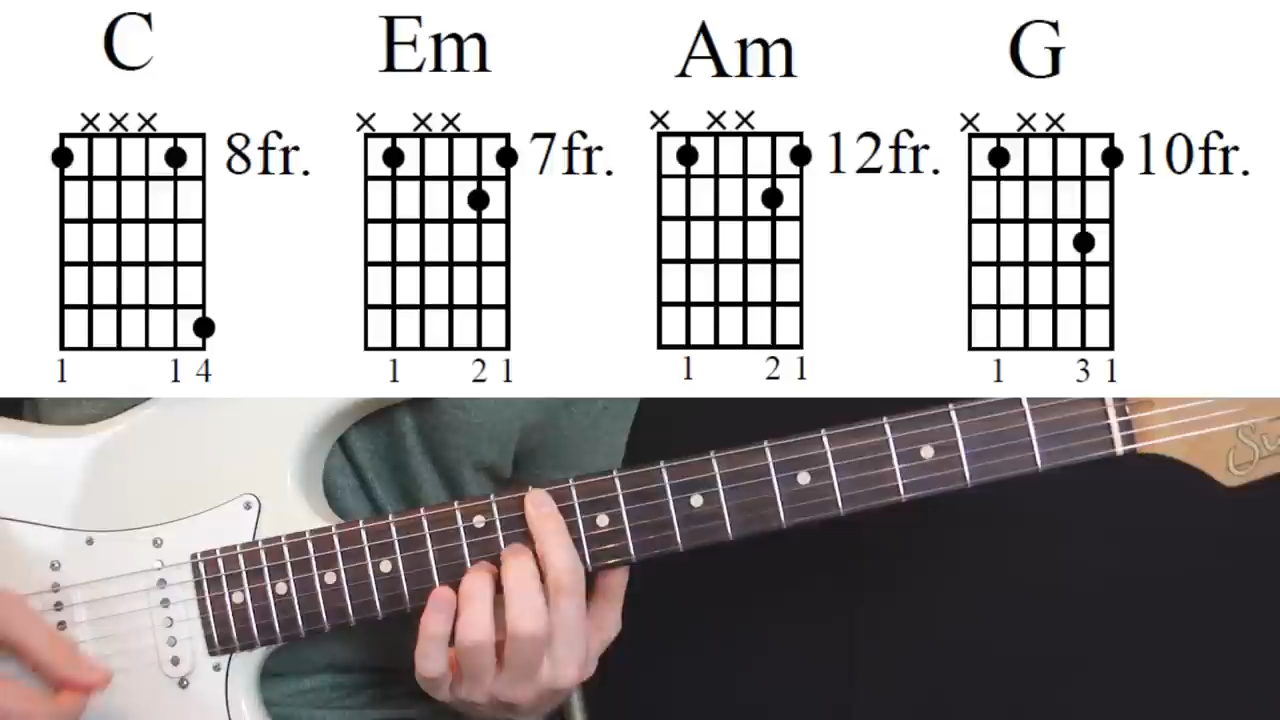 C Em Am G
××× × ×× × ×× × ××
8fr. 7fr. 12fr. 10fr.
1 1 4 1 2 1 1 2 1 1 3 1